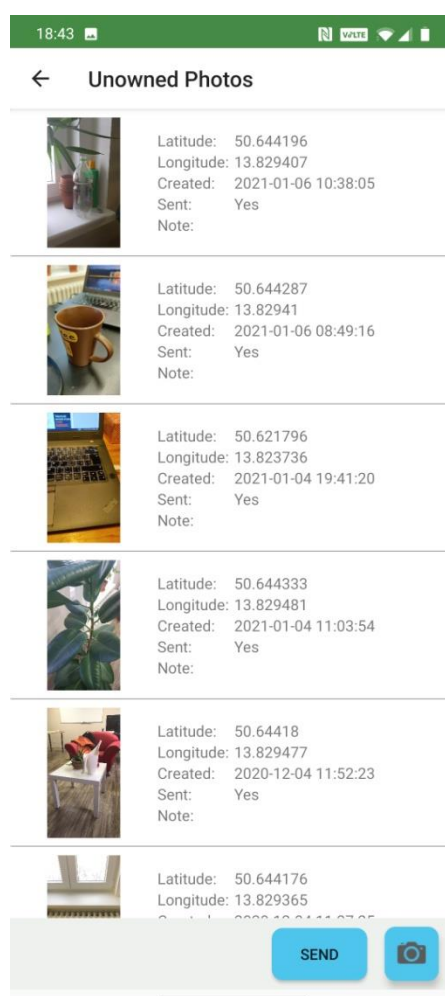 18:43
VoLTE
Unowned Photos
Latitude: 50.644196
Longitude: 13.829407
Created: 2021-01-06 10:38:05
Sent: Yes
Note:
Latitude: 50.644287
Longitude: 13.82941
Created: 2021-01-06 08:49:16
Sent: Yes
Note:
Latitude: 50.621796
Longitude: 13.823736
Created: 2021-01-04 19:41:20
Sent: Yes
Note:
Latitude: 50.644333
Longitude: 13.829481
Created: 2021-01-04 11:03:54
Sent: Yes
Note:
Latitude: 50.64418
Longitude: 13.829477
Created: 2020-12-04 11:52:23
Sent: Yes
Note:
Latitude: 50.644176
Longitude: 13.829365
SEND